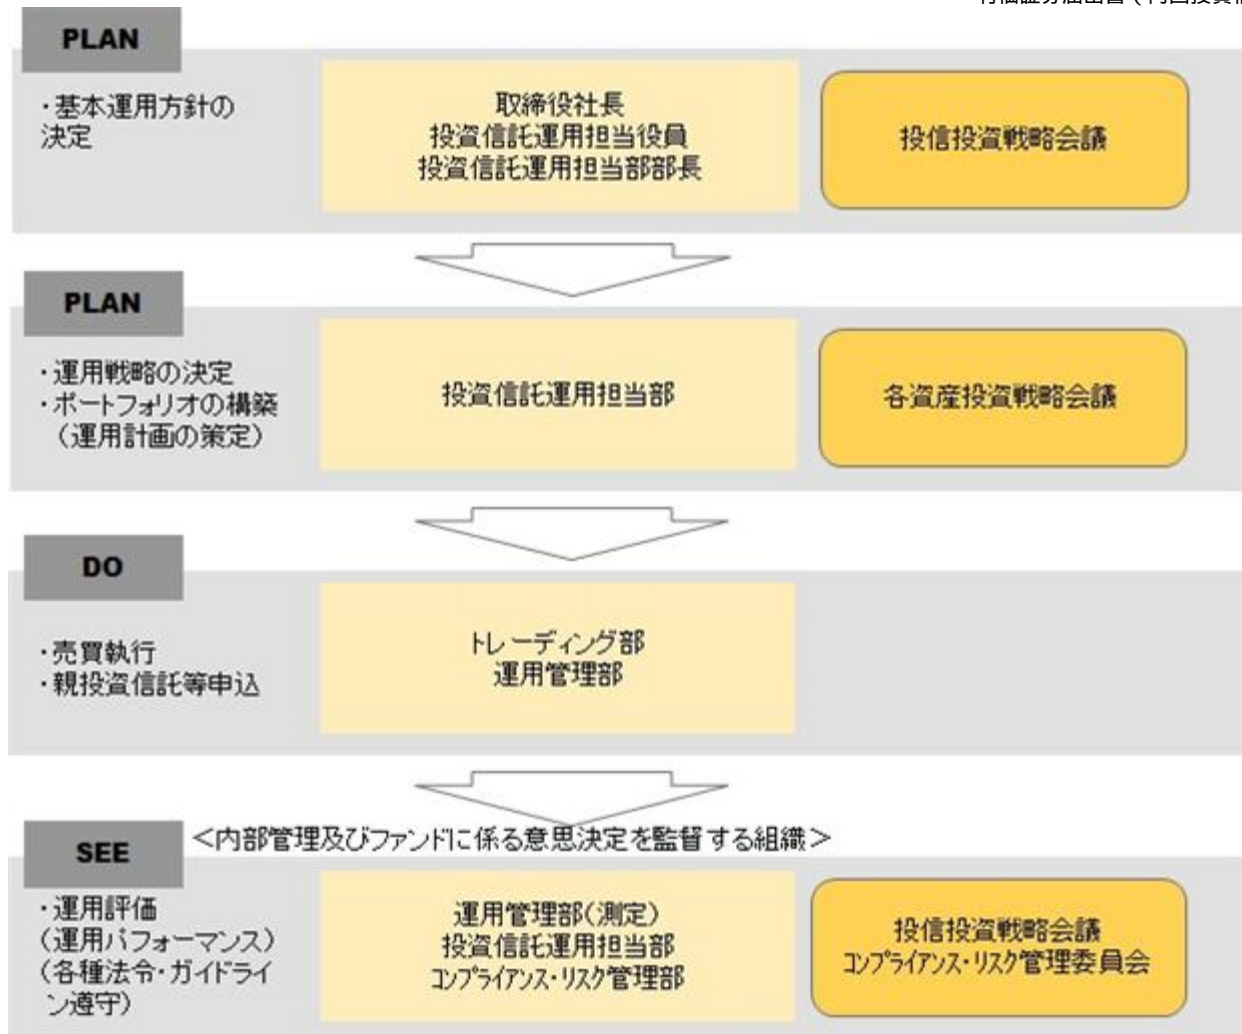 PLAN
・基本運用方針の
決定
取締役社長
投資信託運用担当役員
投資信託運用担当部部長
投信投資戦略会議
PLAN
・運用戦略の決定
・ポートフォリオの構築
（運用計画の策定）
投資信託運用担当部
各資産投資戦略会議
DO
・売買執行
・親投資信託等申込
トレーディング部
運用管理部
SEE
＜内部管理及びファンドに係る意思決定を監督する組織＞
・運用評価
（運用パフォーマンス）
（各種法令・ガイドライ
ン遵守）
運用管理部（測定）
投資信託運用担当部
コンプライアンス・リスク管理部
投信投資戦略会議
コンプライアンス・リスク管理委員会